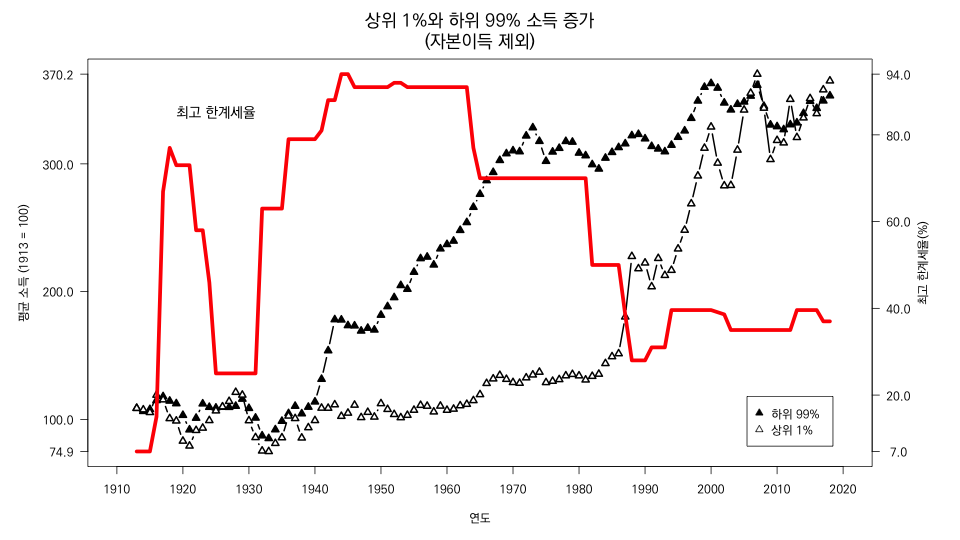 상위 1%와 하위 99% 소득 증가
(자본이득 제외)
최고 한계세율
370.2
300.0
200.0
100.0
74.9
평균 소득 (1913 = 100)
94.0
80.0
60.0
40.0
20.0
7.0
최고 한계세율(%)
하위 99%
상위 1%
1910 1920 1930 1940 1950 1960 1970 1980 1990 2000 2010 2020
연도